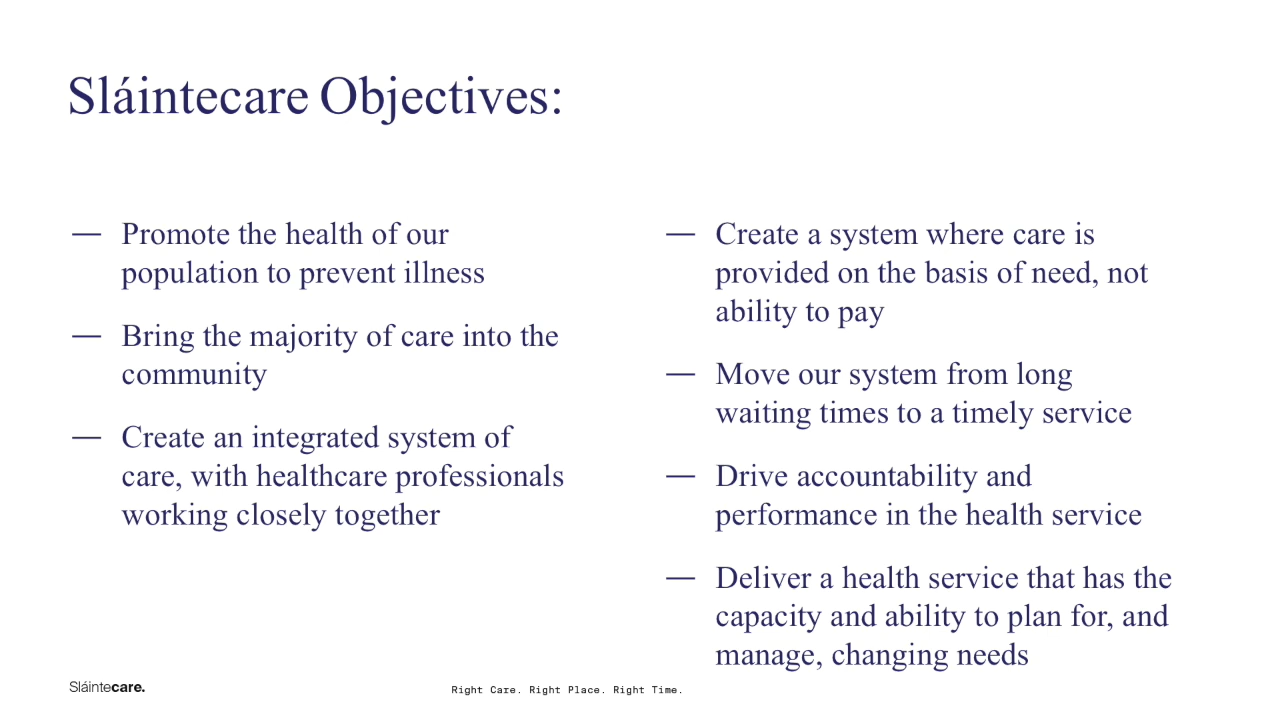 Sláintecare Objectives:
— Promote the health of our
population to prevent illness
— Bring the majority of care into the
community
— Create an integrated system of
care, with healthcare professionals
working closely together
— Create a system where care is
provided on the basis of need, not
ability to pay
— Move our system from long
waiting times to a timely service
— Drive accountability and
performance in the health service
— Deliver a health service that has the
capacity and ability to plan for, and
manage, changing needs
Sláintecare.
Right Care. Right Place. Right Time.